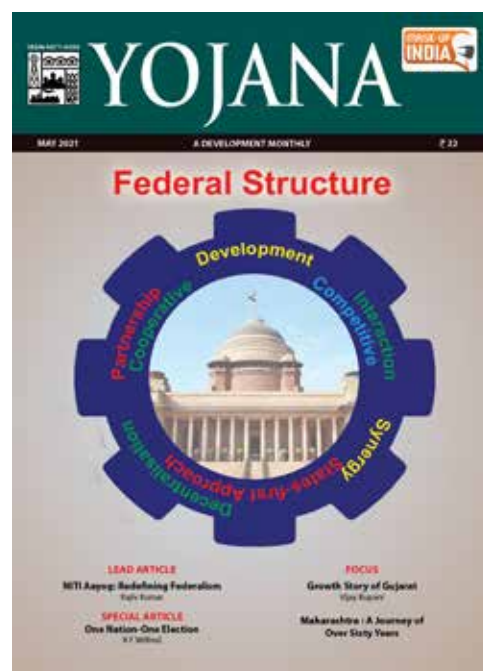 YOJANA
MASK-UP
INDIA
MAY 2021
A DEVELOPMENT MONTHLY
₹ 22
Federal Structure
Development
Partnership
Cooperative
Competitive
Interaction
Synergy
States-first Approach
Decentralisation
LEAD ARTICLE
NITI Aayog: Redefining Federalism
Rajiv Kumar
SPECIAL ARTICLE
One Nation-One Election
FOCUS
Growth Story of Gujarat
Vijay Rupani
Maharashtra : A Journey of
Over Sixty Years